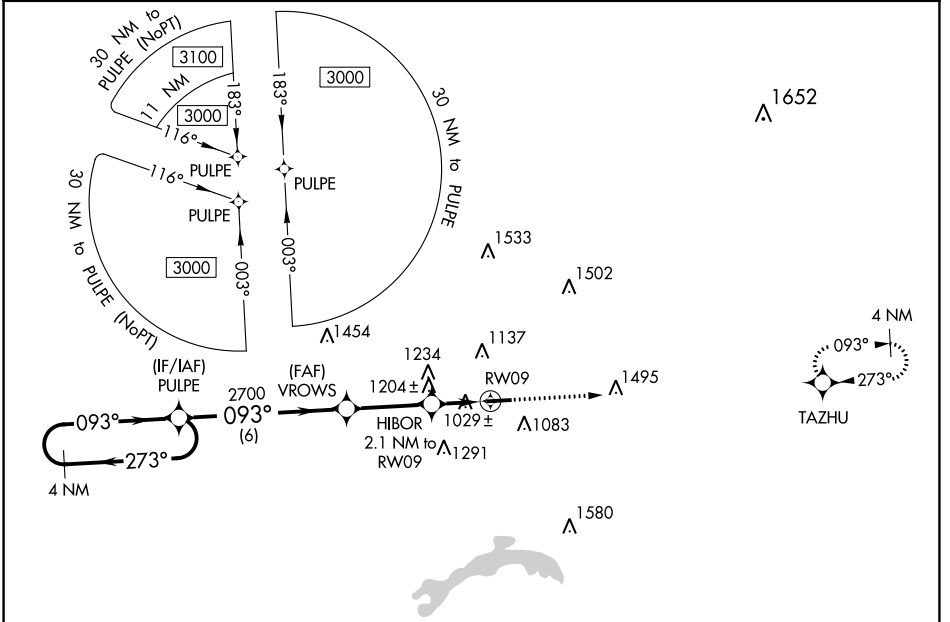 30 NM to
PULPE (NoPT)
3100
11 NM
3000
183°
116°
PULPE
183°
3000
30 NM to PULPE
PULPE
003°
116°
PULPE
30 NM to PULPE (NoPT)
3000
003°
1652
1533
1502
1454
1137
1234
1204 ±
1495
1029 ±
1083
1291
1580
(IF/IAF)
PULPE
2700
093°
(6)
(FAF)
VROWS
HIBOR
2.1 NM to
RW09
RW09
093°
273°
4 NM
4 NM
093°
273°
TAZHU